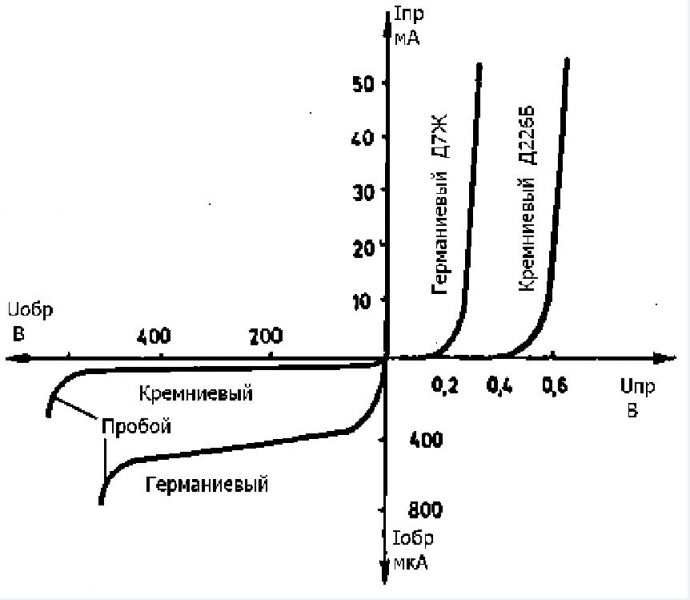 Iпр
мА
50
40
30
20
10
Германиевый Д7Ж
Кремниевый Д226Б
Uобр
В
400
200
0,2
0,4
0,6
Uпр
В
Кремниевый
Пробой
Германиевый
400
800
Iобр
мкА